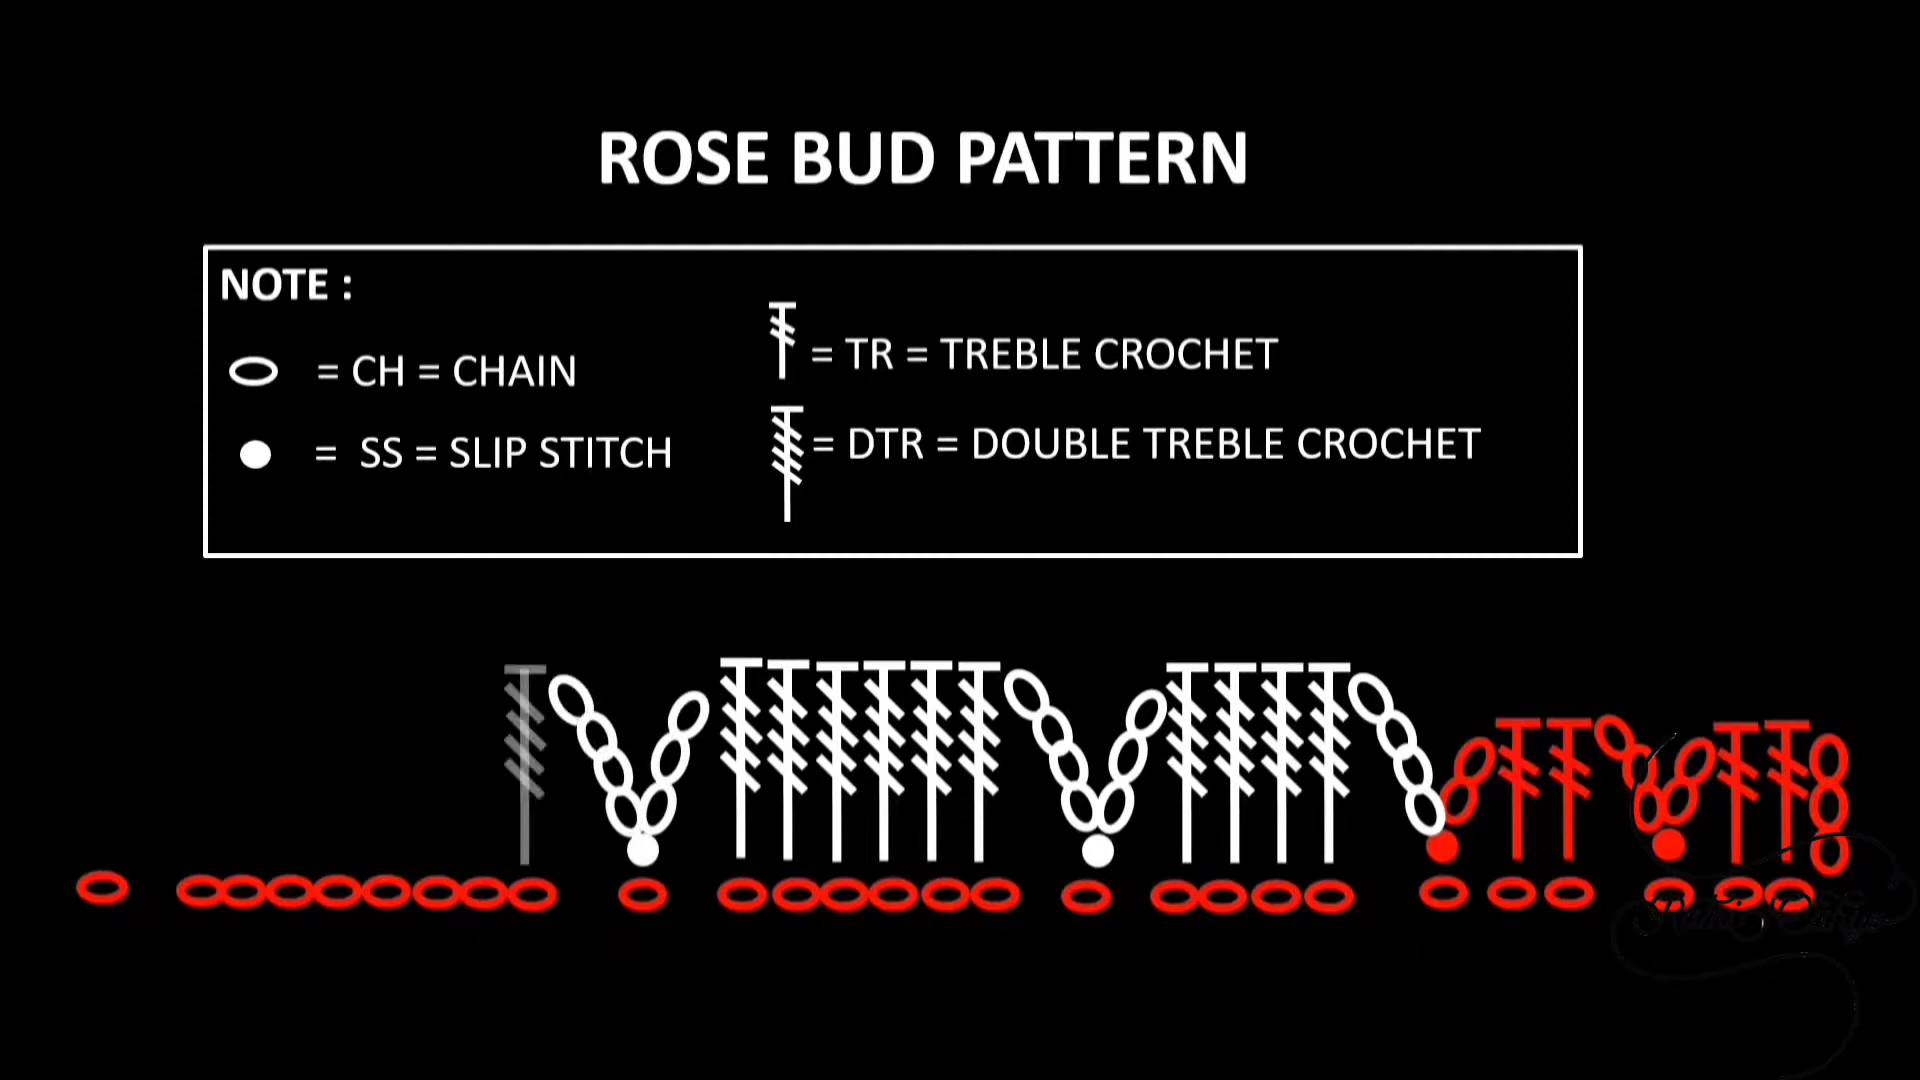 ROSE BUD PATTERN
NOTE :
= CH = CHAIN
= SS = SLIP STITCH
= TR = TREBLE CROCHET
= DTR = DOUBLE TREBLE CROCHET